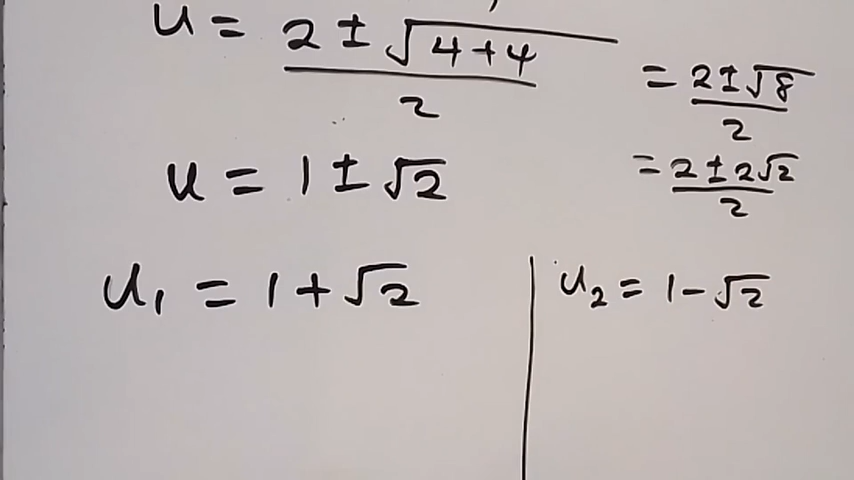 u = (2 ± √(4+4))/2
= (2±√8)/2
= (2 ± 2√2)/2
u = 1 ± √2
u₁ = 1 + √2
u₂ = 1 - √2